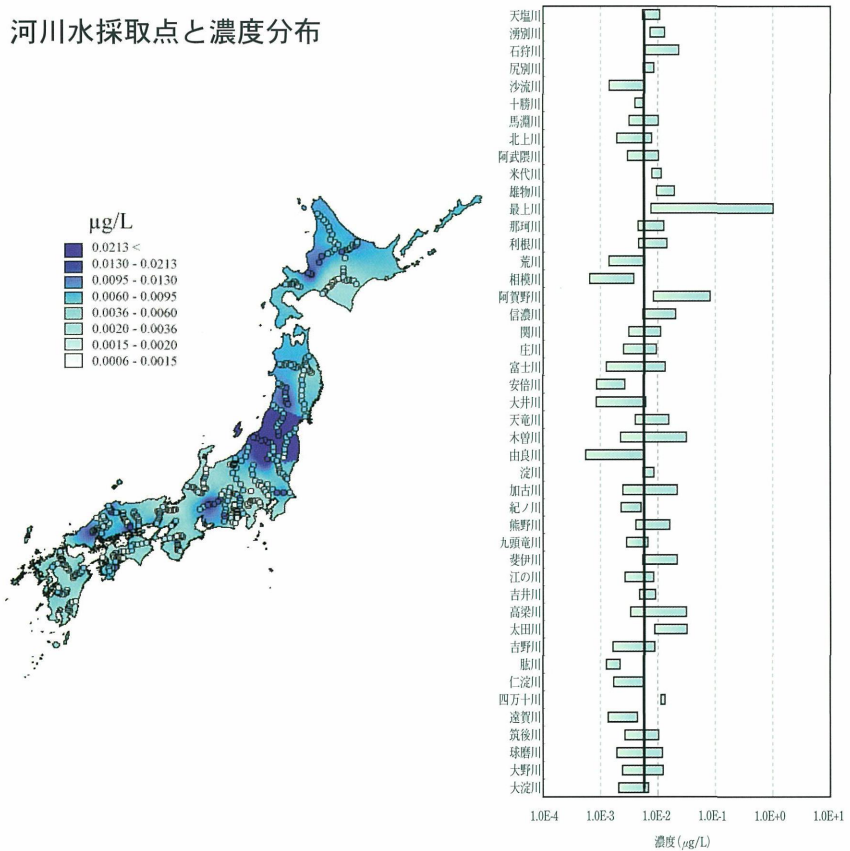 河川水採取点と濃度分布
µg/L
0.0213 <
0.0130 - 0.0213
0.0095 - 0.0130
0.0060 - 0.0095
0.0036 - 0.0060
0.0020 - 0.0036
0.0015 - 0.0020
0.0006 - 0.0015
天塩川
湧別川
石狩川
尻別川
沙流川
十勝川
馬淵川
北上川
阿武隈川
米代川
雄物川
最上川
那珂川
利根川
荒川
相模川
阿賀野川
信濃川
関川
庄川
富士川
安倍川
大井川
天竜川
木曽川
由良川
淀川
加古川
紀ノ川
熊野川
九頭竜川
斐伊川
江の川
吉井川
高梁川
太田川
吉野川
肱川
仁淀川
四万十川
遠賀川
筑後川
球磨川
大野川
大淀川
1.0E-4 1.0E-3 1.0E-2 1.0E-1 1.0E+0 1.0E+1
濃度(µg/L)